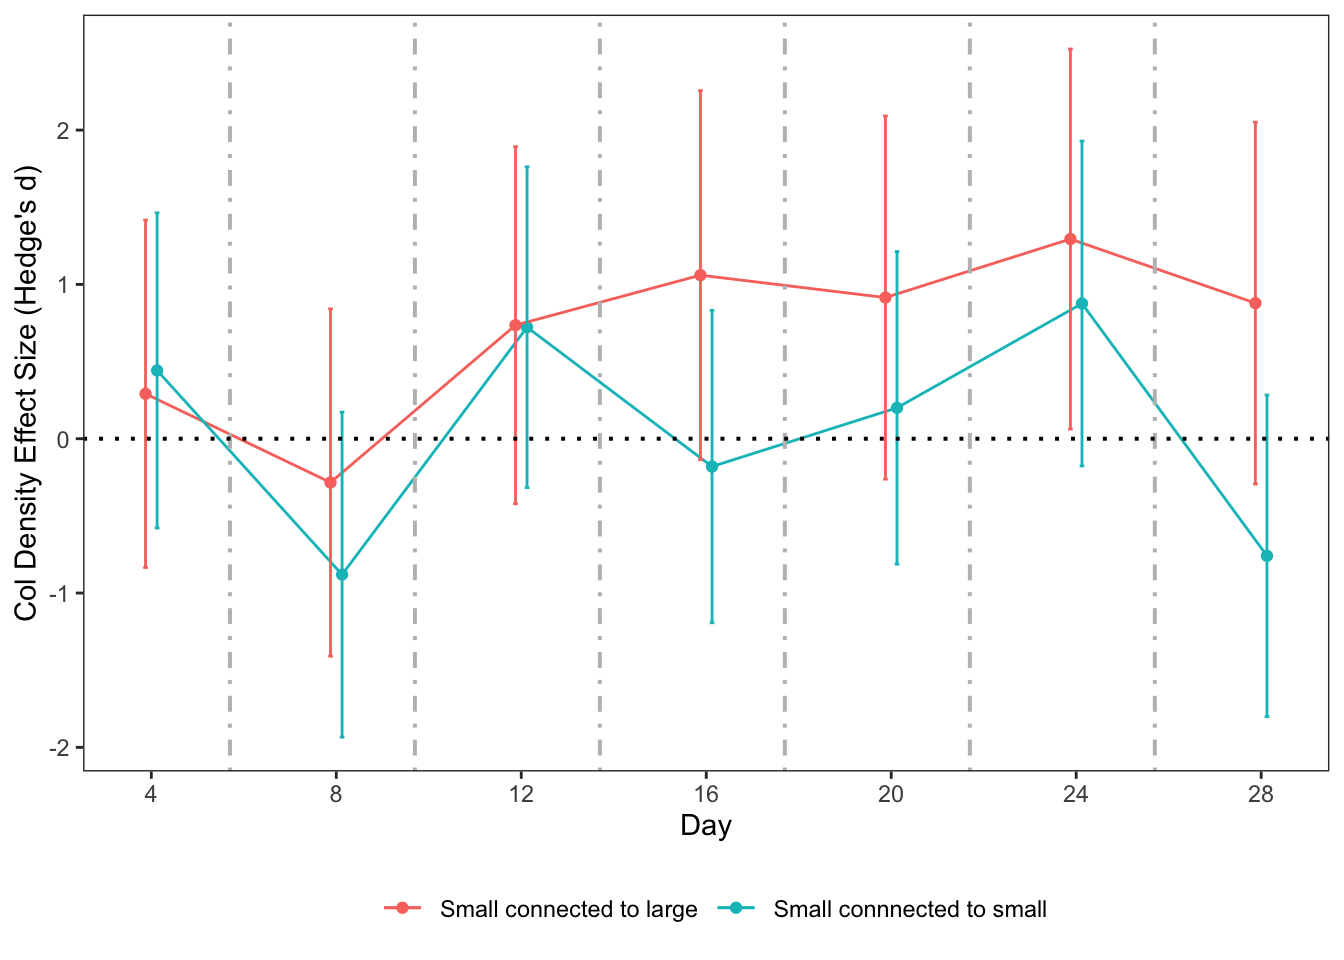 Col Density Effect Size (Hedge's d)
2
1
0
-1
-2
4 8 12 16 20 24 28
Day
Small connected to large Small connnected to small